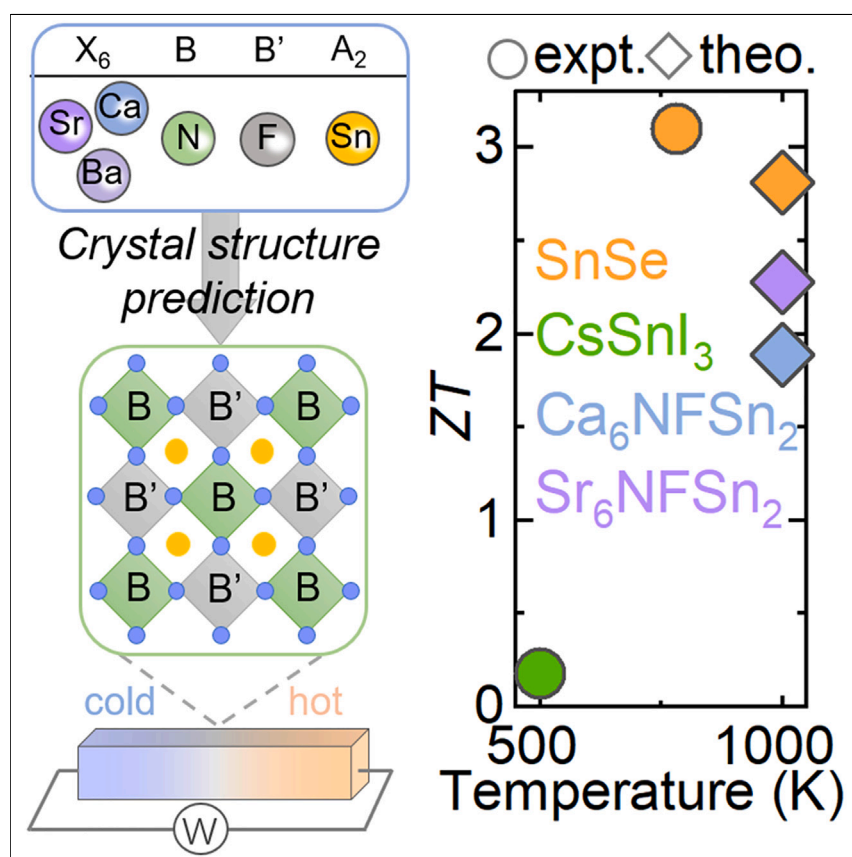 X₆ B B' A₂
Sr Ca Ba N F Sn
Crystal structure
prediction
B B' B
B' B B'
B B' B
cold hot
W
expt. theo.
3
2
1
0
ZT
SnSe
CsSnI₃
Ca₆NFSn₂
Sr₆NFSn₂
500 1000
Temperature (K)